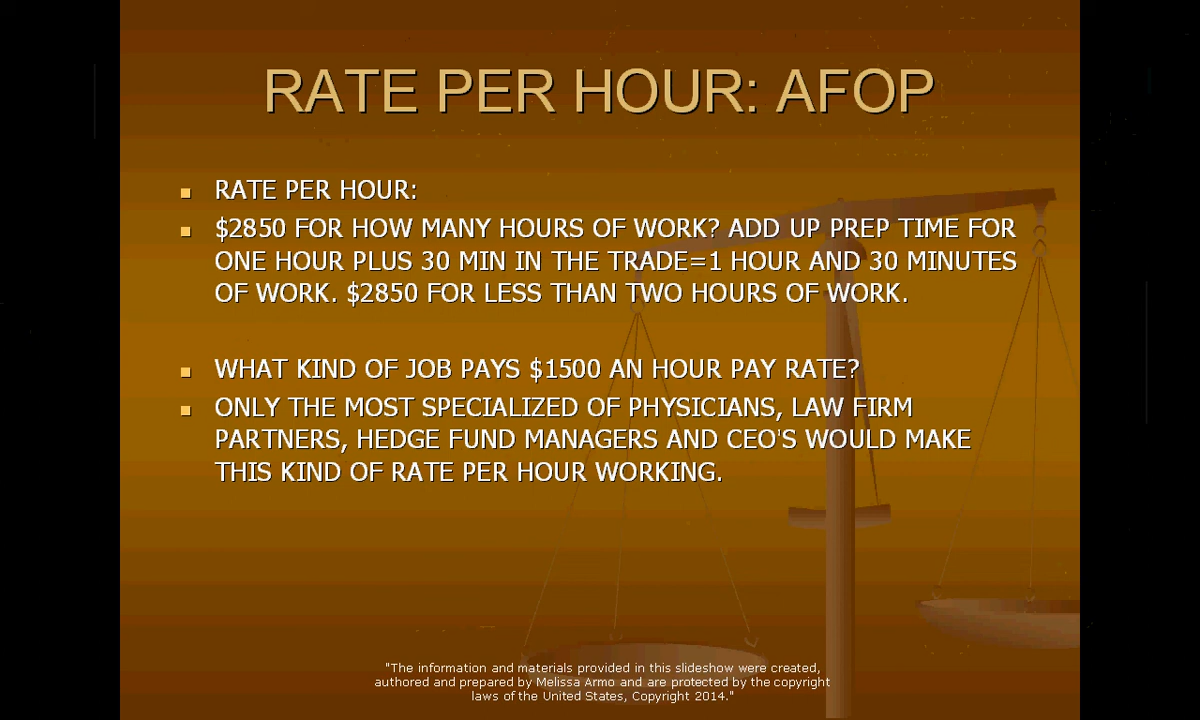 RATE PER HOUR: AFOP
RATE PER HOUR:
$2850 FOR HOW MANY HOURS OF WORK? ADD UP PREP TIME FOR
ONE HOUR PLUS 30 MIN IN THE TRADE=1 HOUR AND 30 MINUTES
OF WORK. $2850 FOR LESS THAN TWO HOURS OF WORK.
WHAT KIND OF JOB PAYS $1500 AN HOUR PAY RATE?
ONLY THE MOST SPECIALIZED OF PHYSICIANS, LAW FIRM
PARTNERS, HEDGE FUND MANAGERS AND CEO'S WOULD MAKE
THIS KIND OF RATE PER HOUR WORKING.
"The information and materials provided in this slideshow were created,
authored and prepared by Melissa Armo and are protected by the copyright
laws of the United States, Copyright 2014."